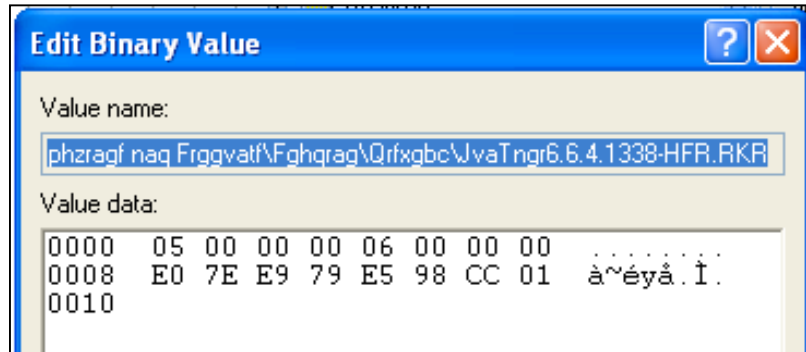 Edit Binary Value
Value name:
phzragf naq Frggvatf\Fghqrag\Qrfxgbc\JvaTngr6.6.4.1338-HFR.RKR
Value data:
0000 05 00 00 00 06 00 00 00 ........
0008 E0 7E E9 79 E5 98 CC 01 à~éyå.Ì.
0010